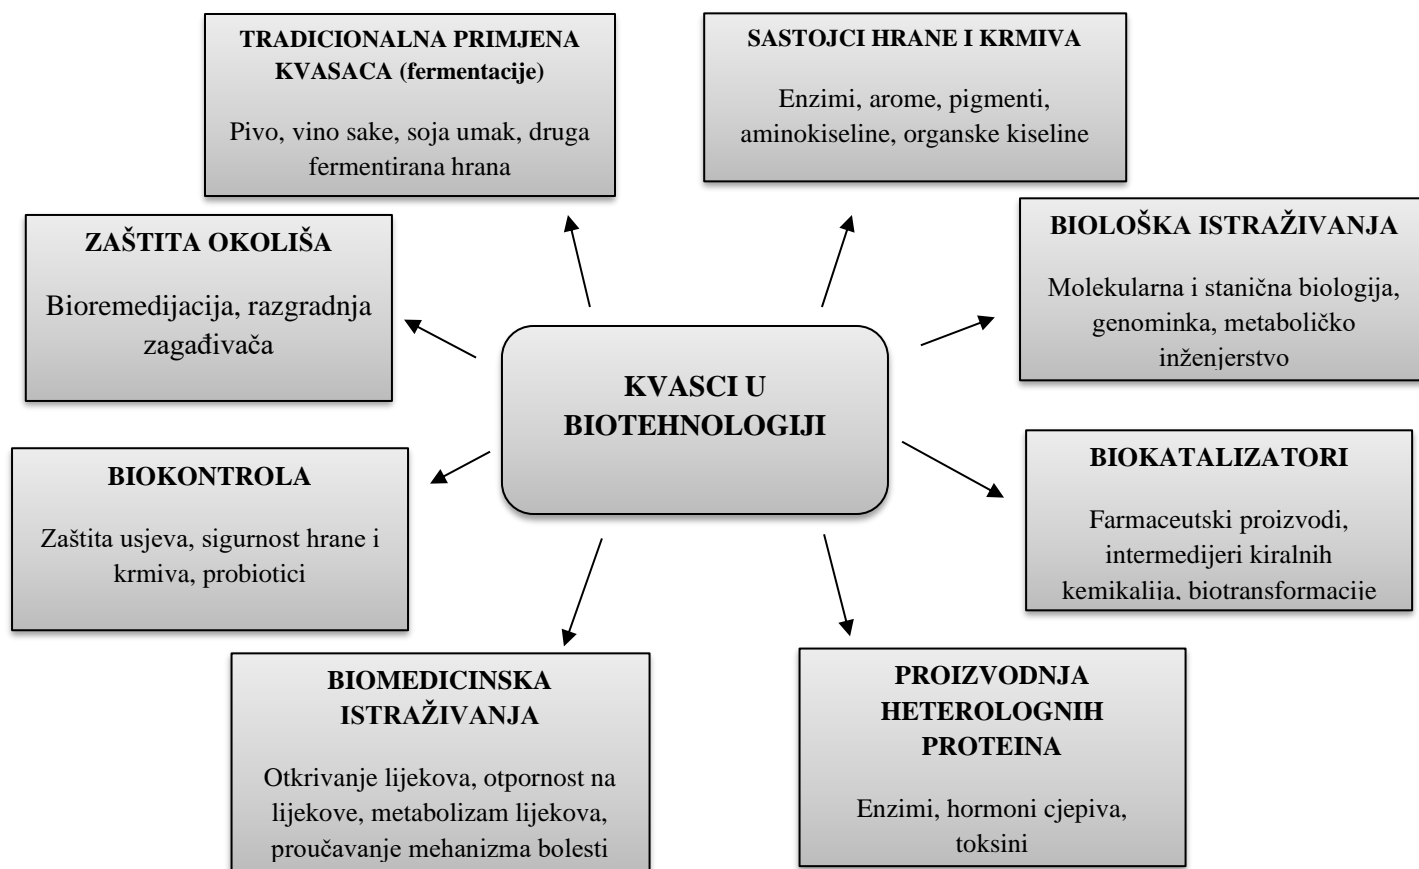 TRADICIONALNA PRIMJENA
KVASACA (fermentacije)
Pivo, vino sake, soja umak, druga
fermentirana hrana
SASTOJCI HRANE I KRMIVA
Enzimi, arome, pigmenti,
aminokiseline, organske kiseline
ZAŠTITA OKOLIŠA
Bioremedijacija, razgradnja
zagađivača
BIOLOŠKA ISTRAŽIVANJA
Molekularna i stanična biologija,
genominka, metaboličko
inženjerstvo
KVASCI U
BIOTEHNOLOGIJI
BIOKONTROLA
Zaštita usjeva, sigurnost hrane i
krmiva, probiotici
BIOKATALIZATORI
Farmaceutski proizvodi,
intermedijeri kiralnih
kemikalija, biotransformacije
BIOMEDICINSKA
ISTRAŽIVANJA
Otkrivanje lijekova, otpornost na
lijekove, metabolizam lijekova,
proučavanje mehanizma bolesti
PROIZVODNJA
HETEROLOGNIH
PROTEINA
Enzimi, hormoni cjepiva,
toksini